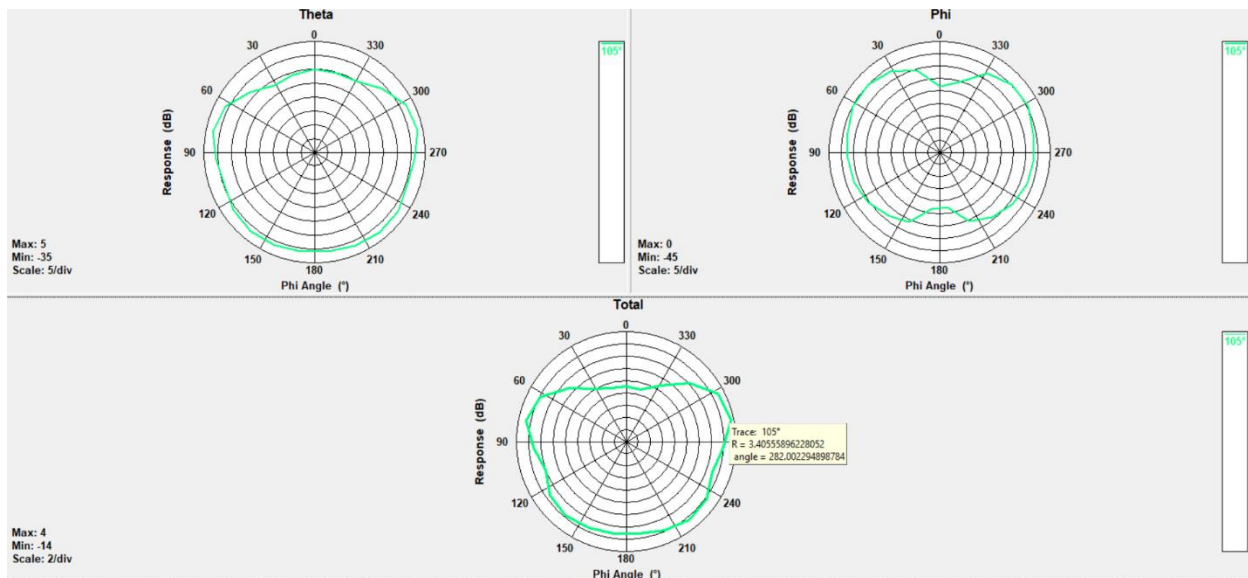 Theta
105°
0
30
330
60
300
90
270
120
240
150
210
180
Response (dB)
Max: 5
Min: -35
Scale: 5/div
Phi Angle (°)
Phi
105°
0
30
330
60
300
90
270
120
240
150
210
180
Response (dB)
Max: 0
Min: -45
Scale: 5/div
Phi Angle (°)
Total
105°
0
30
330
60
300
90
120
240
150
210
180
Response (dB)
Trace: 105°
R = 3.40555896228052
angle = 282.002294898784
Max: 4
Min: -14
Scale: 2/div
Phi Angle (°)